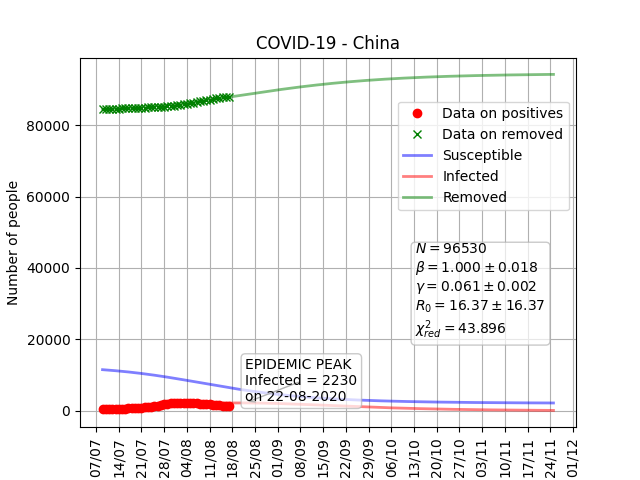 COVID-19 - China
Number of people
80000
60000
40000
20000
0
Data on positives
Data on removed
Susceptible
Infected
Removed
N = 96530
β = 1.000 ± 0.018
γ = 0.061 ± 0.002
R₀ = 16.37 ± 16.37
χ²red = 43.896
EPIDEMIC PEAK
Infected = 2230
on 22-08-2020
07/07
14/07
21/07
28/07
04/08
11/08
18/08
25/08
01/09
08/09
15/09
22/09
29/09
06/10
13/10
20/10
27/10
03/11
10/11
17/11
24/11
01/12